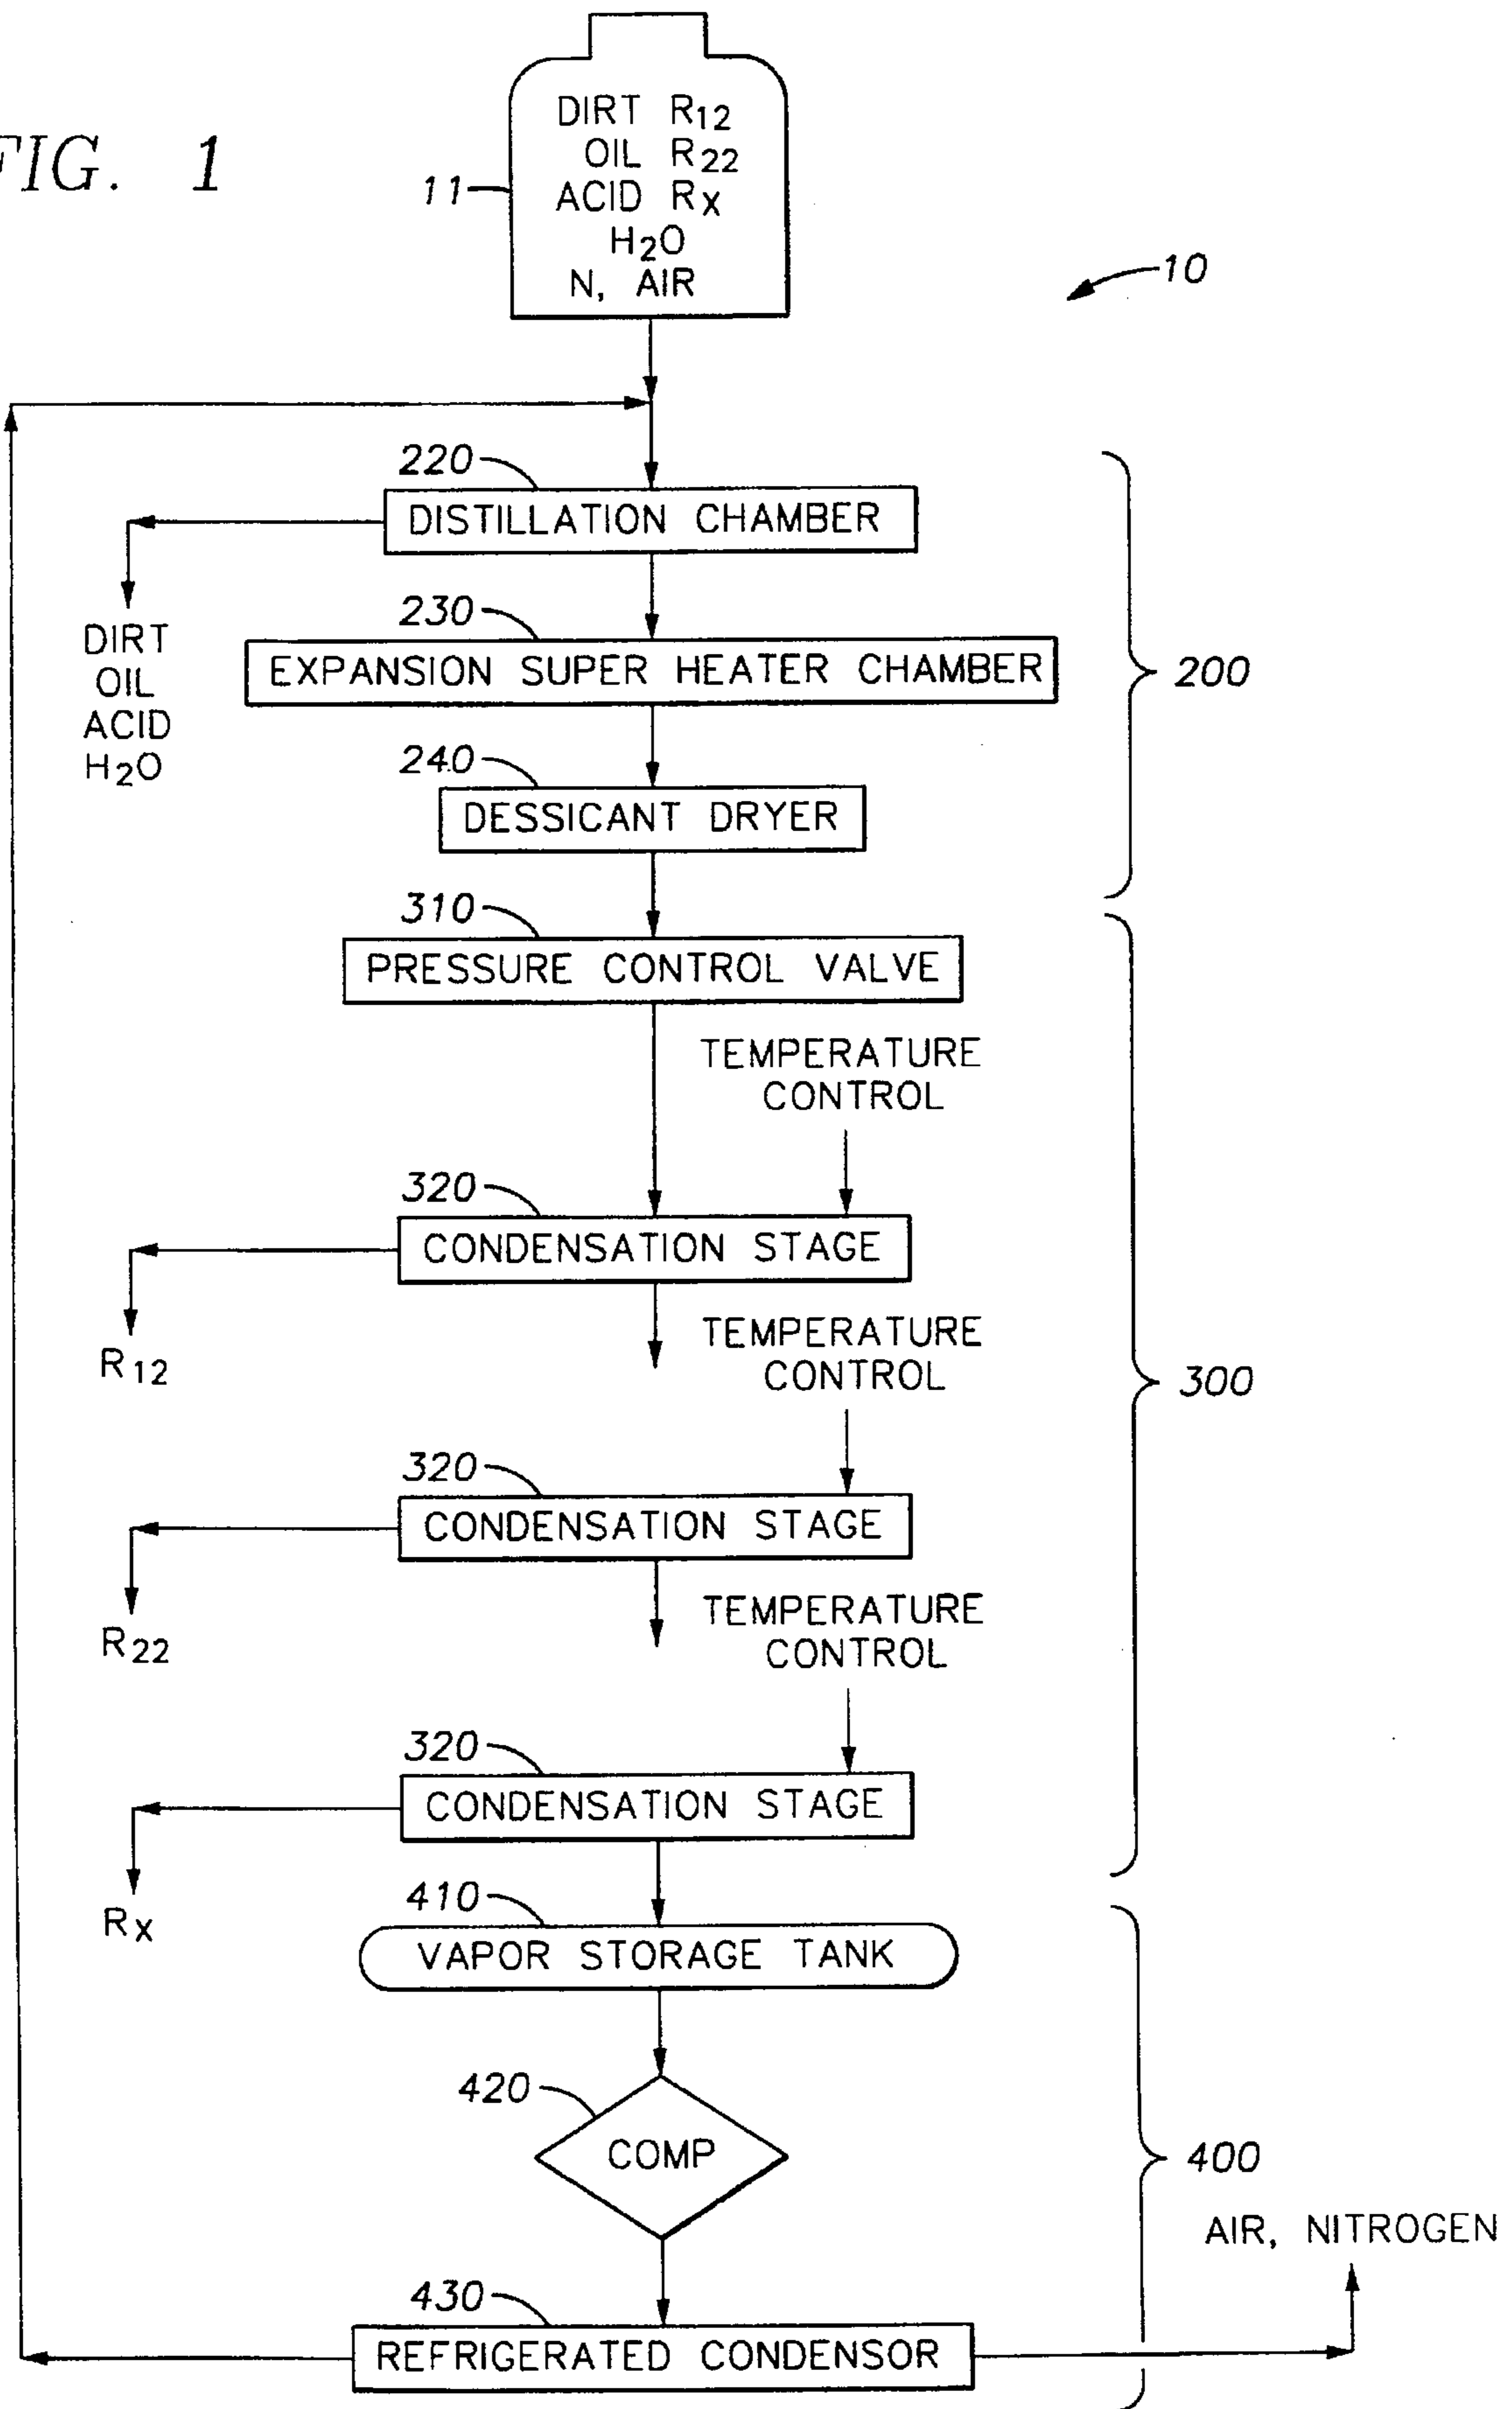 FIG. 1
DIRT R12
OIL R22
ACID RX
H2O
N, AIR
11
10
220
DISTILLATION CHAMBER
DIRT
OIL
ACID
H2O
230
EXPANSION SUPER HEATER CHAMBER
200
240
DESSICANT DRYER
310
PRESSURE CONTROL VALVE
TEMPERATURE
CONTROL
320
CONDENSATION STAGE
R12
TEMPERATURE
CONTROL
300
320
CONDENSATION STAGE
R22
TEMPERATURE
CONTROL
320
CONDENSATION STAGE
RX
410
VAPOR STORAGE TANK
420
COMP
400
AIR, NITROGEN
430
REFRIGERATED CONDENSOR